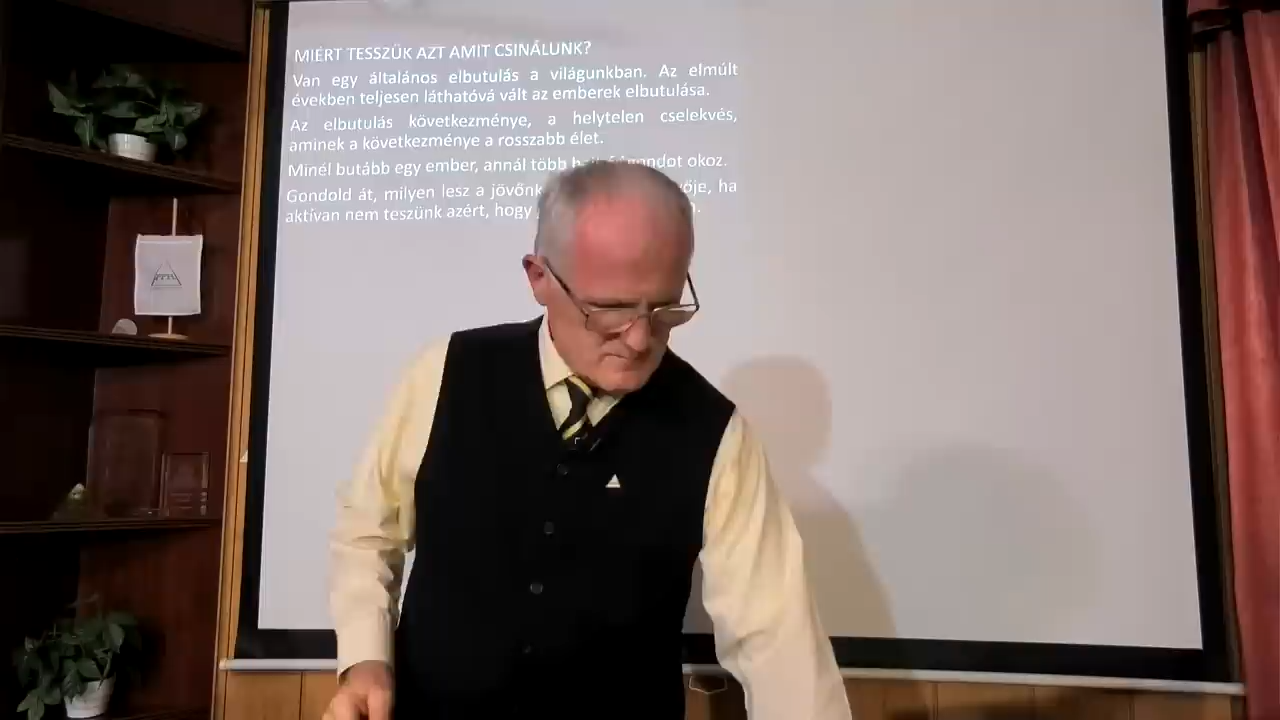 MIÉRT TESSZÜK AZT AMIT CSINÁLUNK?
Van egy általános elbutulás a világunkban. Az elmúlt
években teljesen láthatóvá vált az emberek elbutulása.
Az elbutulás következménye, a helytelen cselekvés,
aminek a következménye a rosszabb élet.
Minél butább egy ember, annál több okoz.
Gondold át, milyen lesz a jövőnk ha
aktívan nem teszünk azért, hogy